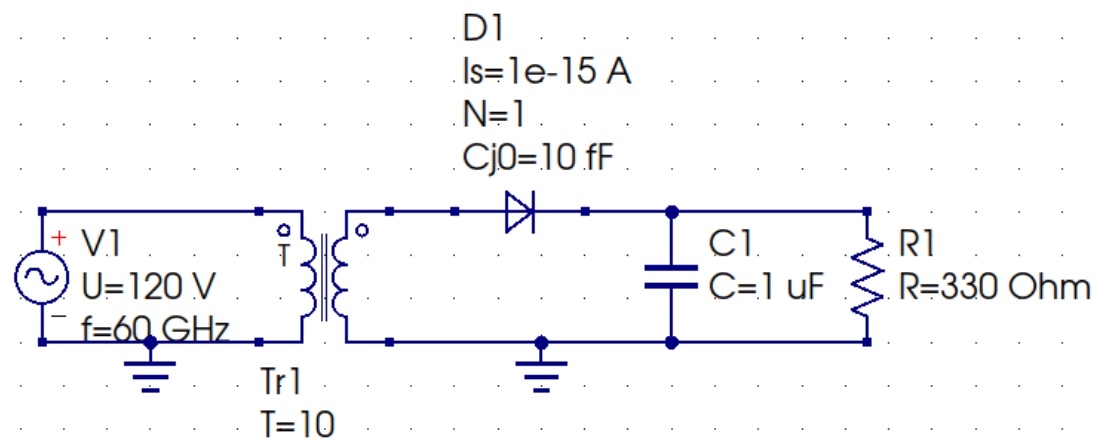 D1
Is=1e-15 A
N=1
Cj0=10 fF
+
V1
U=120 V
−
f=60 GHz
T
Tr1
T=10
C1
C=1 uF
R1
R=330 Ohm